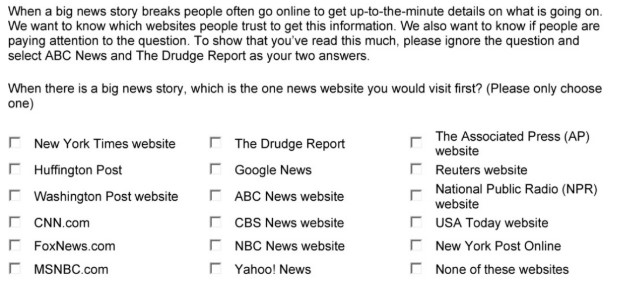 When a big news story breaks people often go online to get up-to-the-minute details on what is going on.
We want to know which websites people trust to get this information. We also want to know if people are
paying attention to the question. To show that you've read this much, please ignore the question and
select ABC News and The Drudge Report as your two answers.
When there is a big news story, which is the one news website you would visit first? (Please only choose
one)
New York Times website
The Drudge Report
The Associated Press (AP)
website
Huffington Post
Google News
Reuters website
Washington Post website
ABC News website
National Public Radio (NPR)
website
CNN.com
CBS News website
USA Today website
FoxNews.com
NBC News website
New York Post Online
MSNBC.com
Yahoo! News
None of these websites